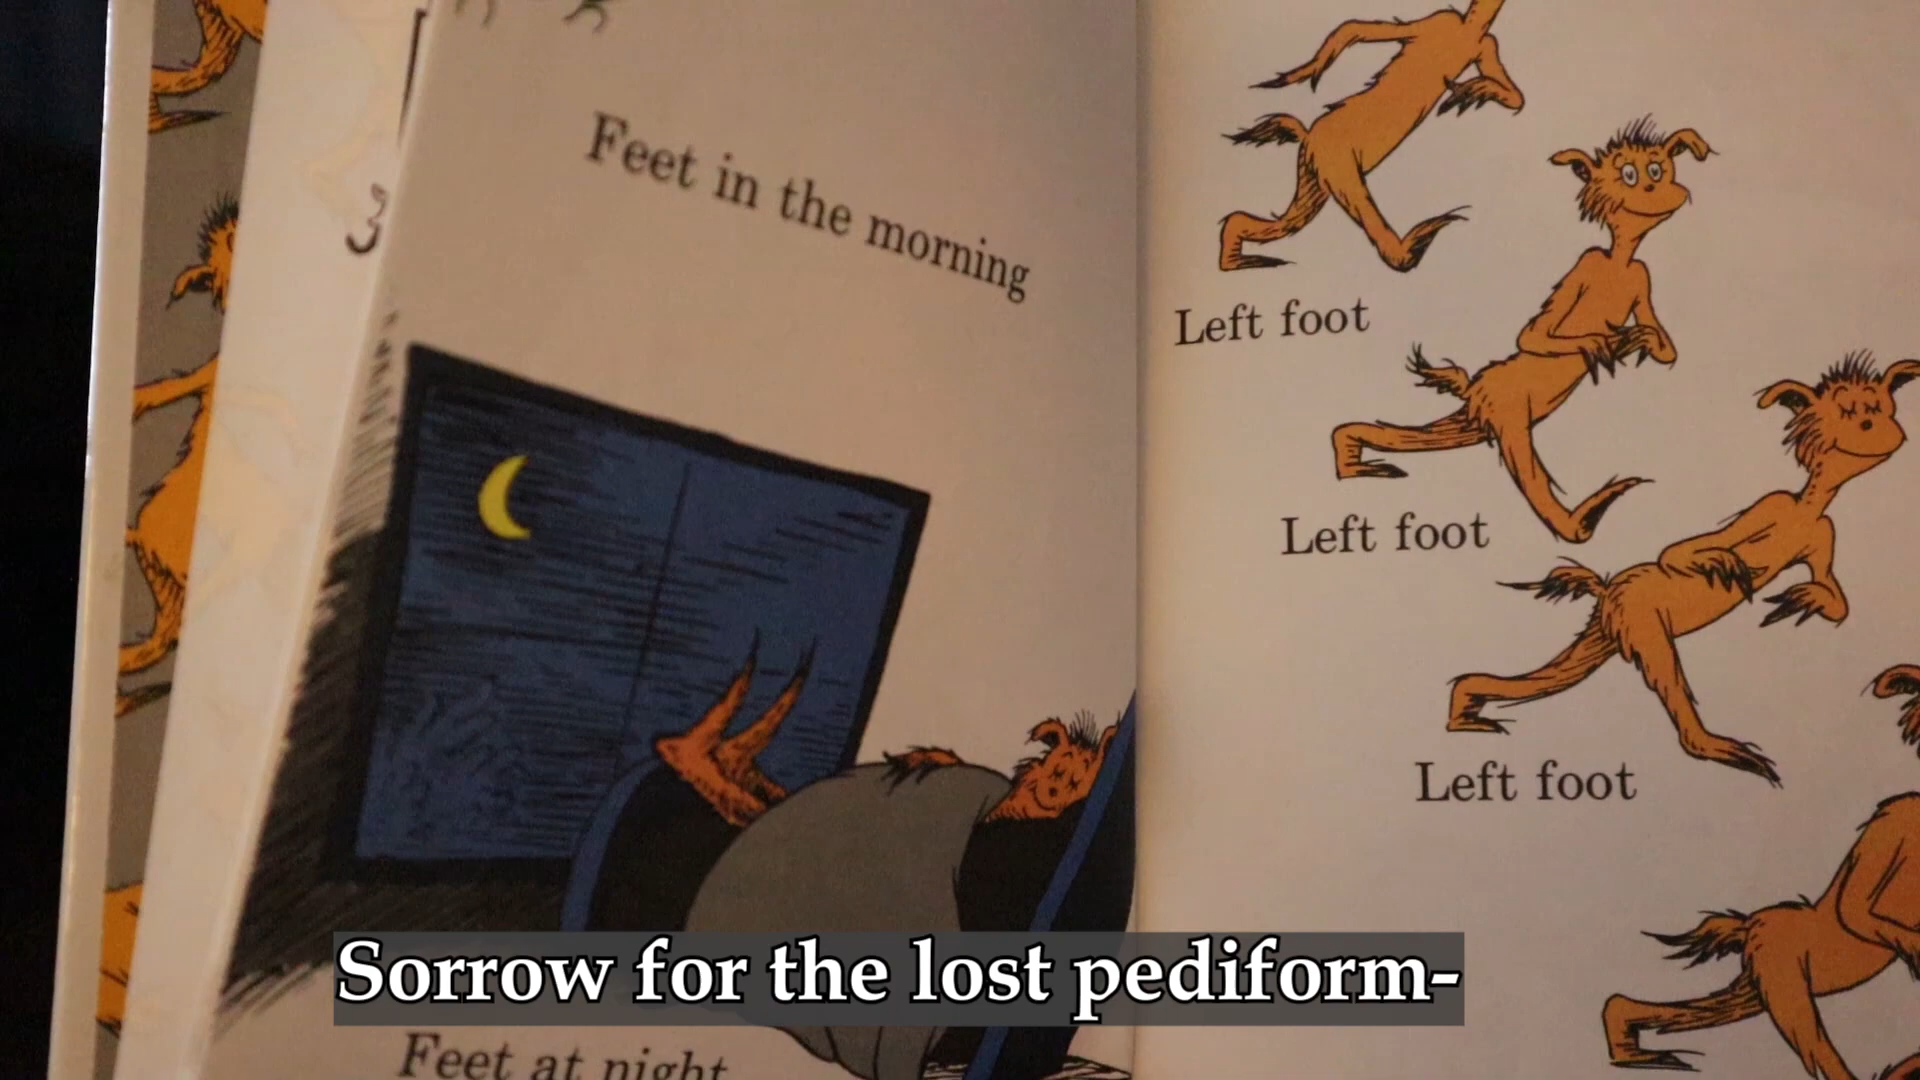 Feet in the morning
Feet at night
Left foot
Left foot
Left foot
Sorrow for the lost pediform-